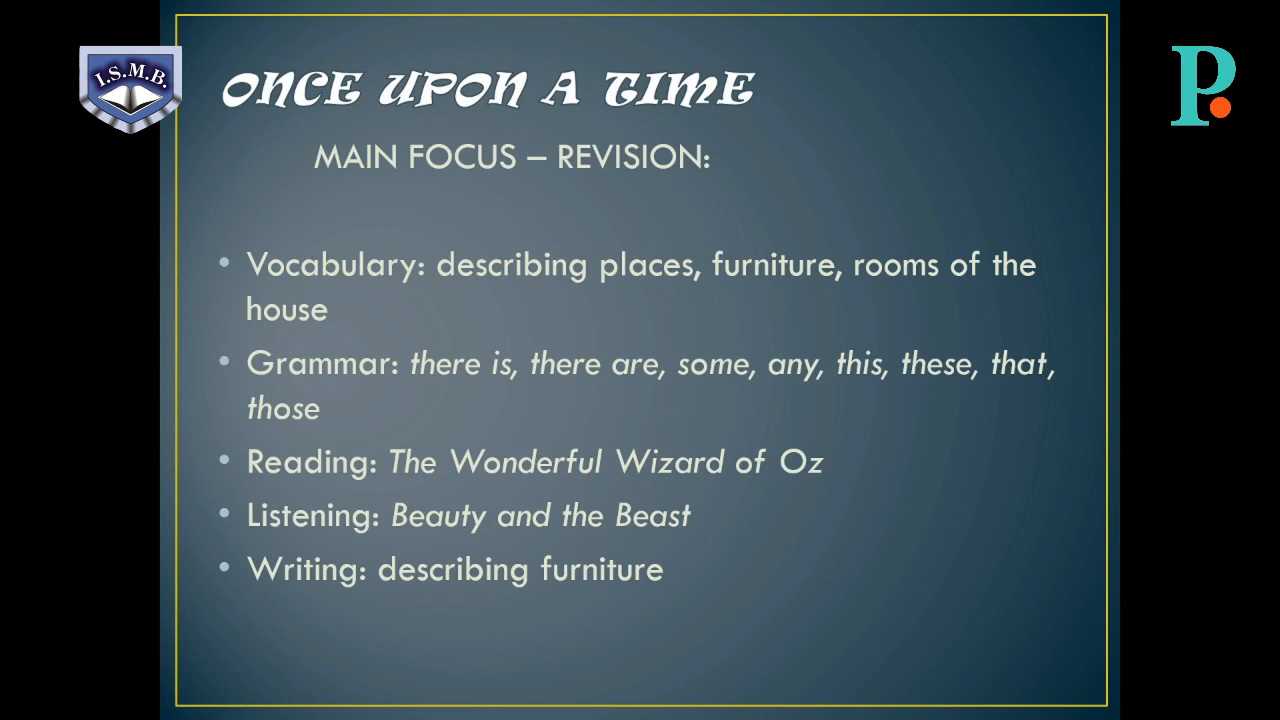 I.S.M.B.
P.
ONCE UPON A TIME
MAIN FOCUS – REVISION:
• Vocabulary: describing places, furniture, rooms of the
house
• Grammar: there is, there are, some, any, this, these, that,
those
• Reading: The Wonderful Wizard of Oz
• Listening: Beauty and the Beast
• Writing: describing furniture